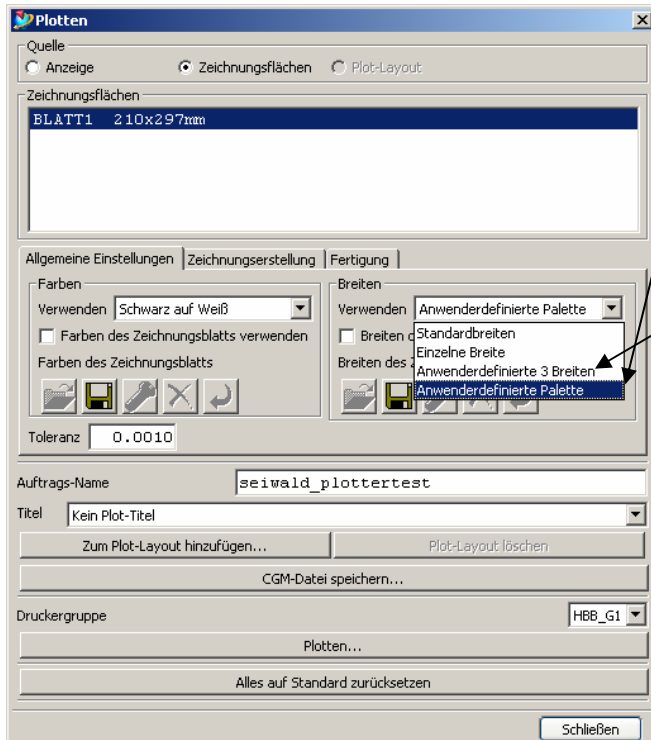 Plotten
Quelle
Anzeige Zeichnungsflächen Plot-Layout
Zeichnungsflächen
BLATT1 210x297mm
Allgemeine Einstellungen Zeichnungserstellung Fertigung
Farben
Verwenden Schwarz auf Weiß
Farben des Zeichnungsblatts verwenden
Farben des Zeichnungsblatts
Breiten
Verwenden Anwenderdefinierte Palette
Standardbreiten
Einzelne Breite
Anwenderdefinierte 3 Breiten
Anwenderdefinierte Palette
Breiten
Breiten des
Toleranz 0.0010
Auftrags-Name seiwald_plottertest
Titel Kein Plot-Titel
Zum Plot-Layout hinzufügen... Plot-Layout löschen
CGM-Datei speichern...
Druckergruppe HBB_G1
Plotten...
Alles auf Standard zurücksetzen
Schließen